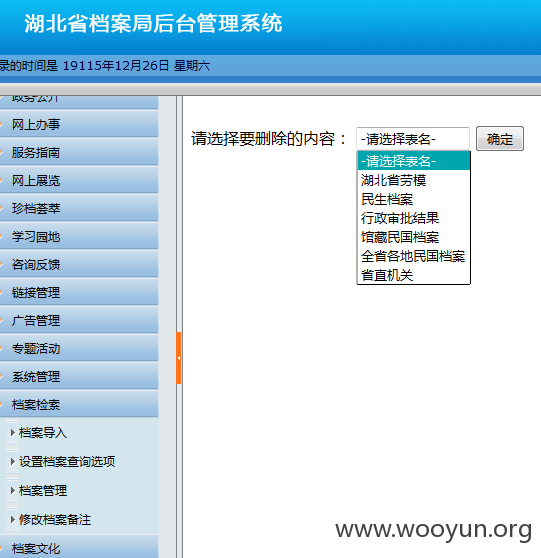 湖北省档案局后台管理系统
录的时间是 19115年12月26日 星期六
政务公开
网上办事
服务指南
网上展览
珍档荟萃
学习园地
咨询反馈
链接管理
广告管理
专题活动
系统管理
档案检索
档案导入
设置档案查询选项
档案管理
修改档案备注
档案文化
请选择要删除的内容： -请选择表名- 确定
-请选择表名-
湖北省劳模
民生档案
行政审批结果
馆藏民国档案
全省各地民国档案
省直机关
www.wooyun.org